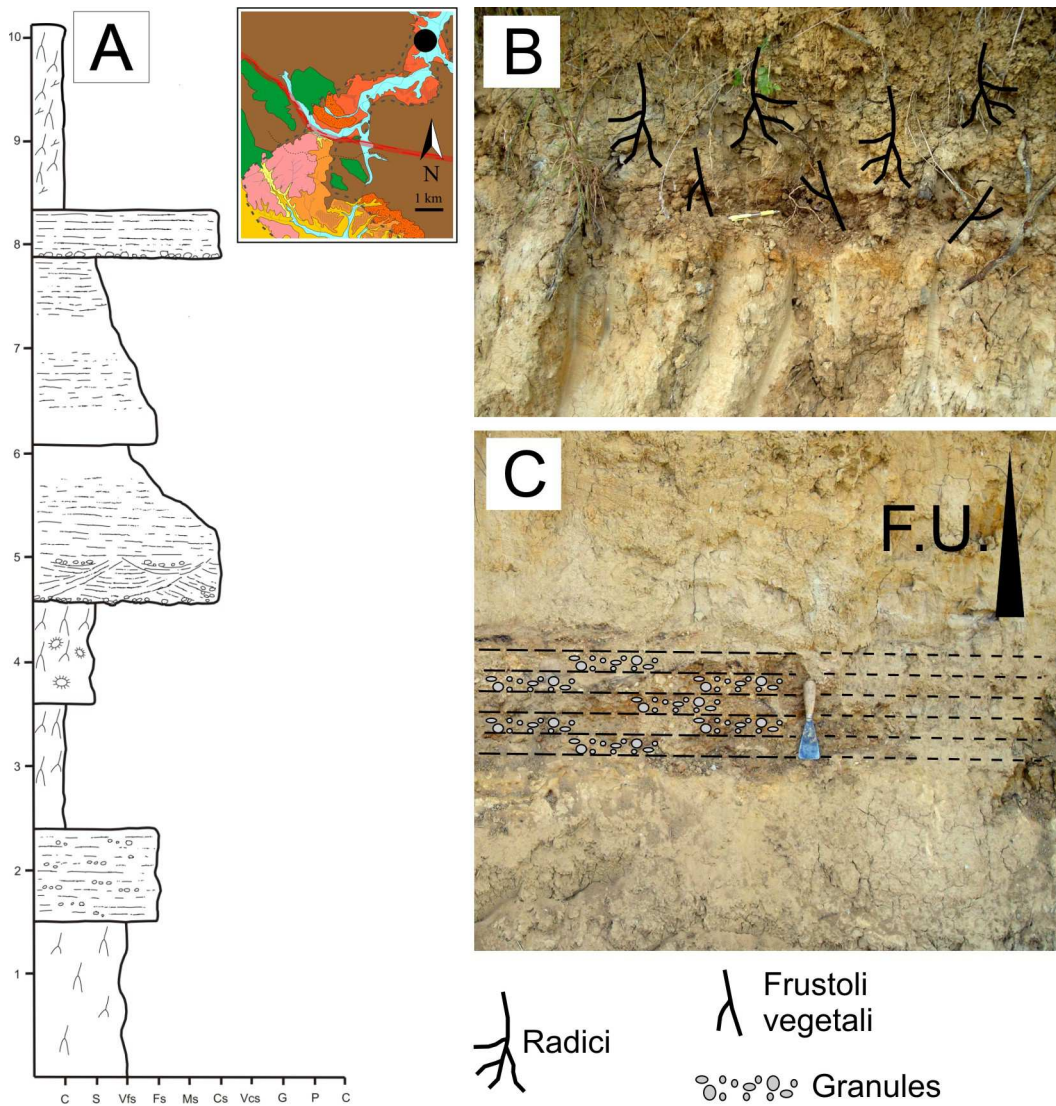 A
10
9
8
7
6
5
4
3
2
1
C S Vfs Fs Ms Cs Vcs G P C
N
1 km
B
C
F.U.
Radici
Frustoli
vegetali
Granules